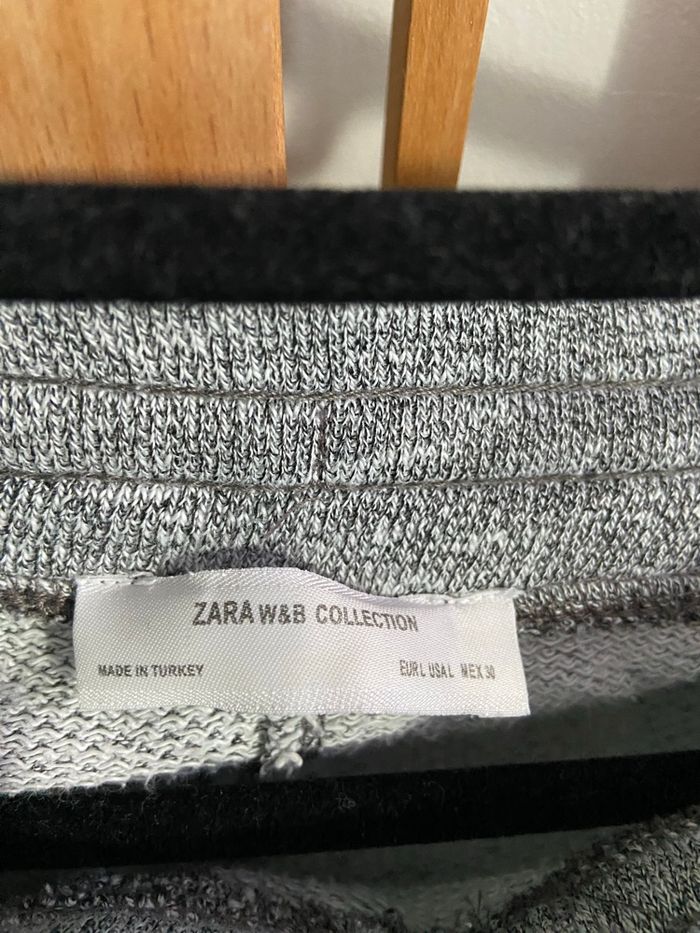 ZARA W&B COLLECTION
MADE IN TURKEY
EUR L USA L MEX 30